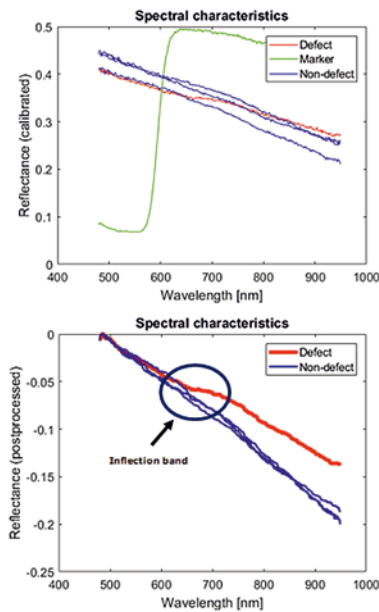 Spectral characteristics
Reflectance (calibrated)
0.5
0.4
0.3
0.2
0.1
0
400 500 600 700 800 900 1000
Wavelength [nm]
Defect
Marker
Non-defect
Spectral characteristics
Reflectance (postprocessed)
0
-0.05
-0.1
-0.15
-0.2
-0.25
400 500 600 700 800 900 1000
Wavelength [nm]
Defect
Non-defect
Inflection band